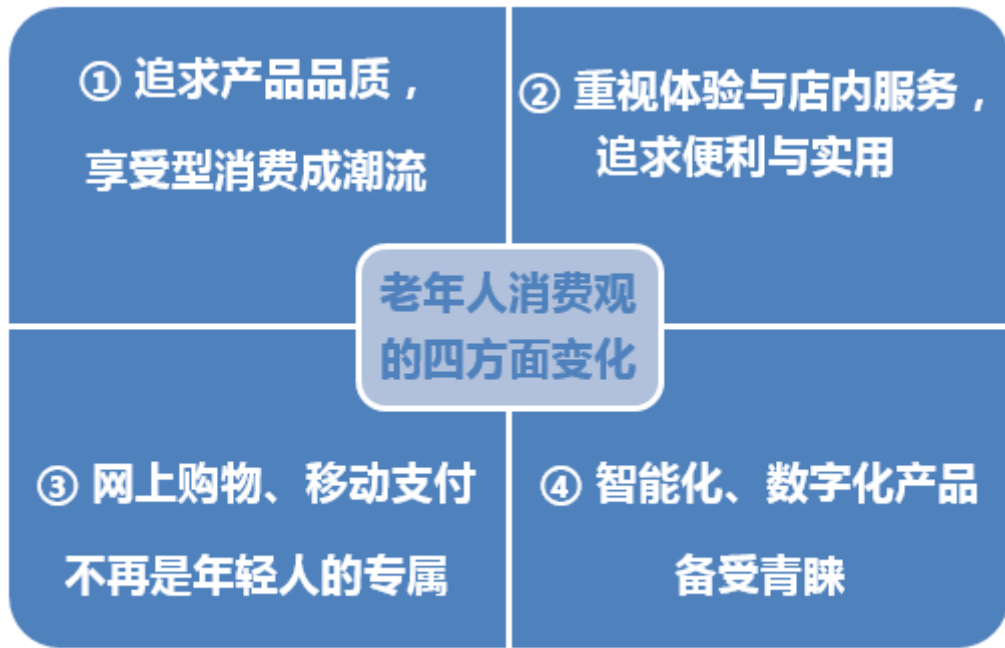 ① 追求产品品质，
享受型消费成潮流
② 重视体验与店内服务，
追求便利与实用
老年人消费观
的四方面变化
③ 网上购物、移动支付
不再是年轻人的专属
④ 智能化、数字化产品
备受青睐